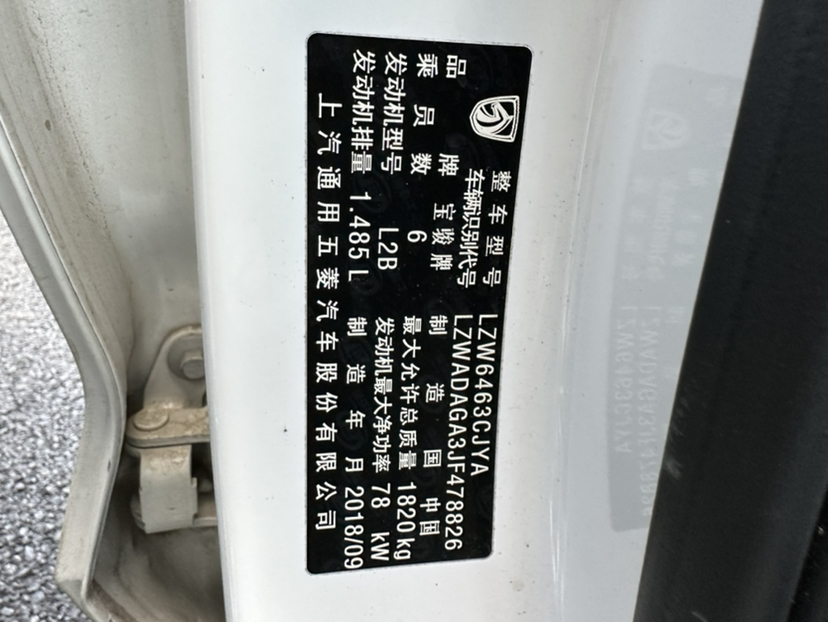 整车型号 LZW6463CJYA
车辆识别代号 LZWADAGA3JF478826
品牌 宝骏牌 制造国 中国
乘员数 6 最大允许总质量 1820kg
发动机型号 L2B 发动机最大净功率 78 kW
发动机排量 1.485L 制造年月 2018/09
上汽通用五菱汽车股份有限公司